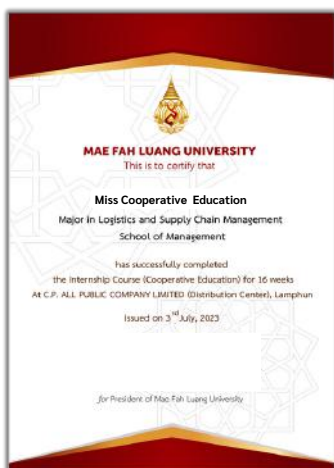 MAE FAH LUANG UNIVERSITY
This is to certify that
Miss Cooperative Education
Major in Logistics and Supply Chain Management
School of Management
has successfully completed
the Internship Course (Cooperative Education) for 16 weeks
At C.P. ALL PUBLIC COMPANY LIMITED (Distribution Center), Lamphun
Issued on 3rd July, 2023
for President of Mae Fah Luang University